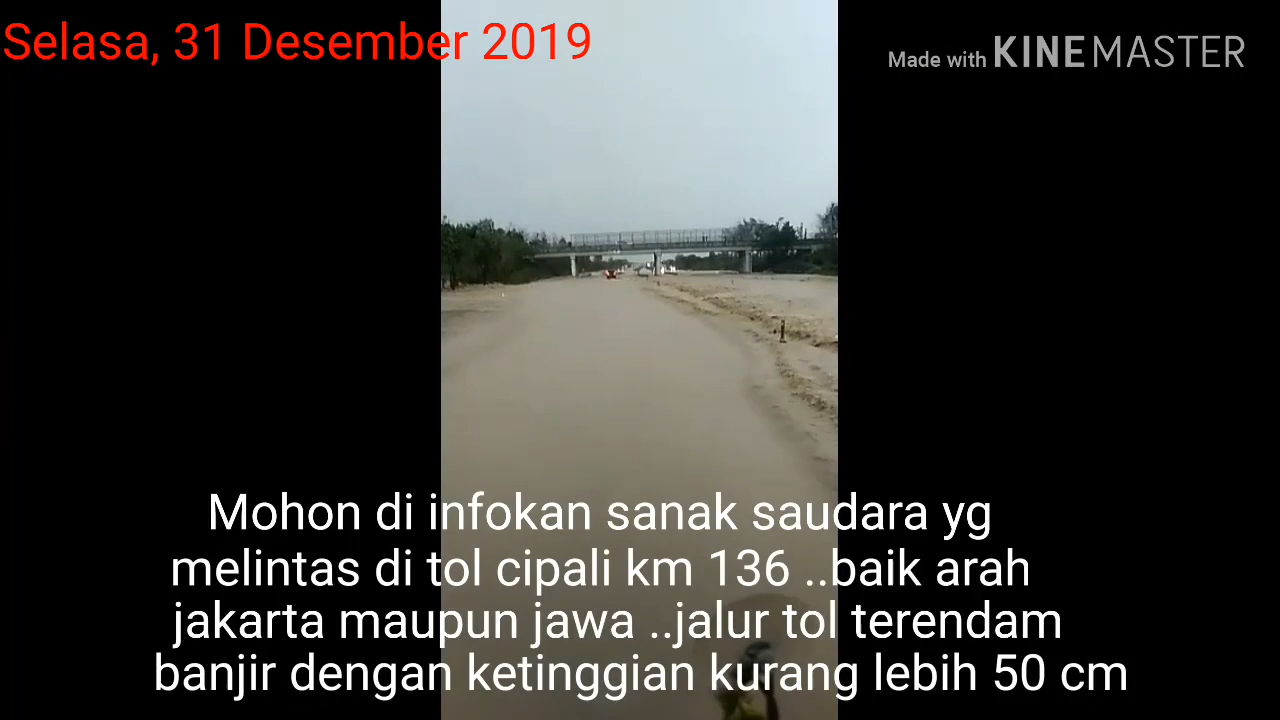 Selasa, 31 Desember 2019
Made with KINEMASTER
Mohon di infokan sanak saudara yg
melintas di tol cipali km 136 ..baik arah
jakarta maupun jawa ..jalur tol terendam
banjir dengan ketinggian kurang lebih 50 cm